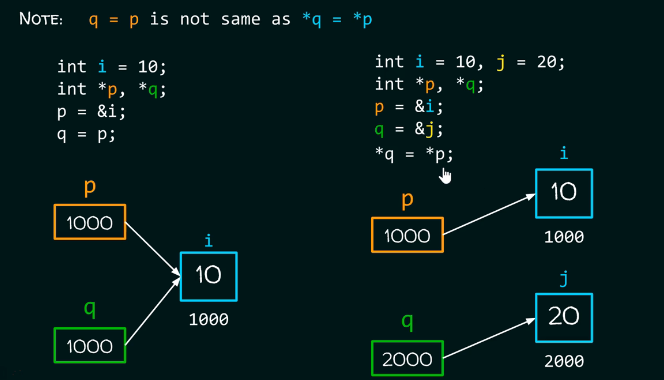 NOTE: q = p is not same as *q = *p
int i = 10;
int *p, *q;
p = &i;
q = p;
p
1000
i
10
1000
q
1000
int i = 10, j = 20;
int *p, *q;
p = &i;
q = &j;
*q = *p;
i
p
10
1000
1000
j
q
20
2000
2000